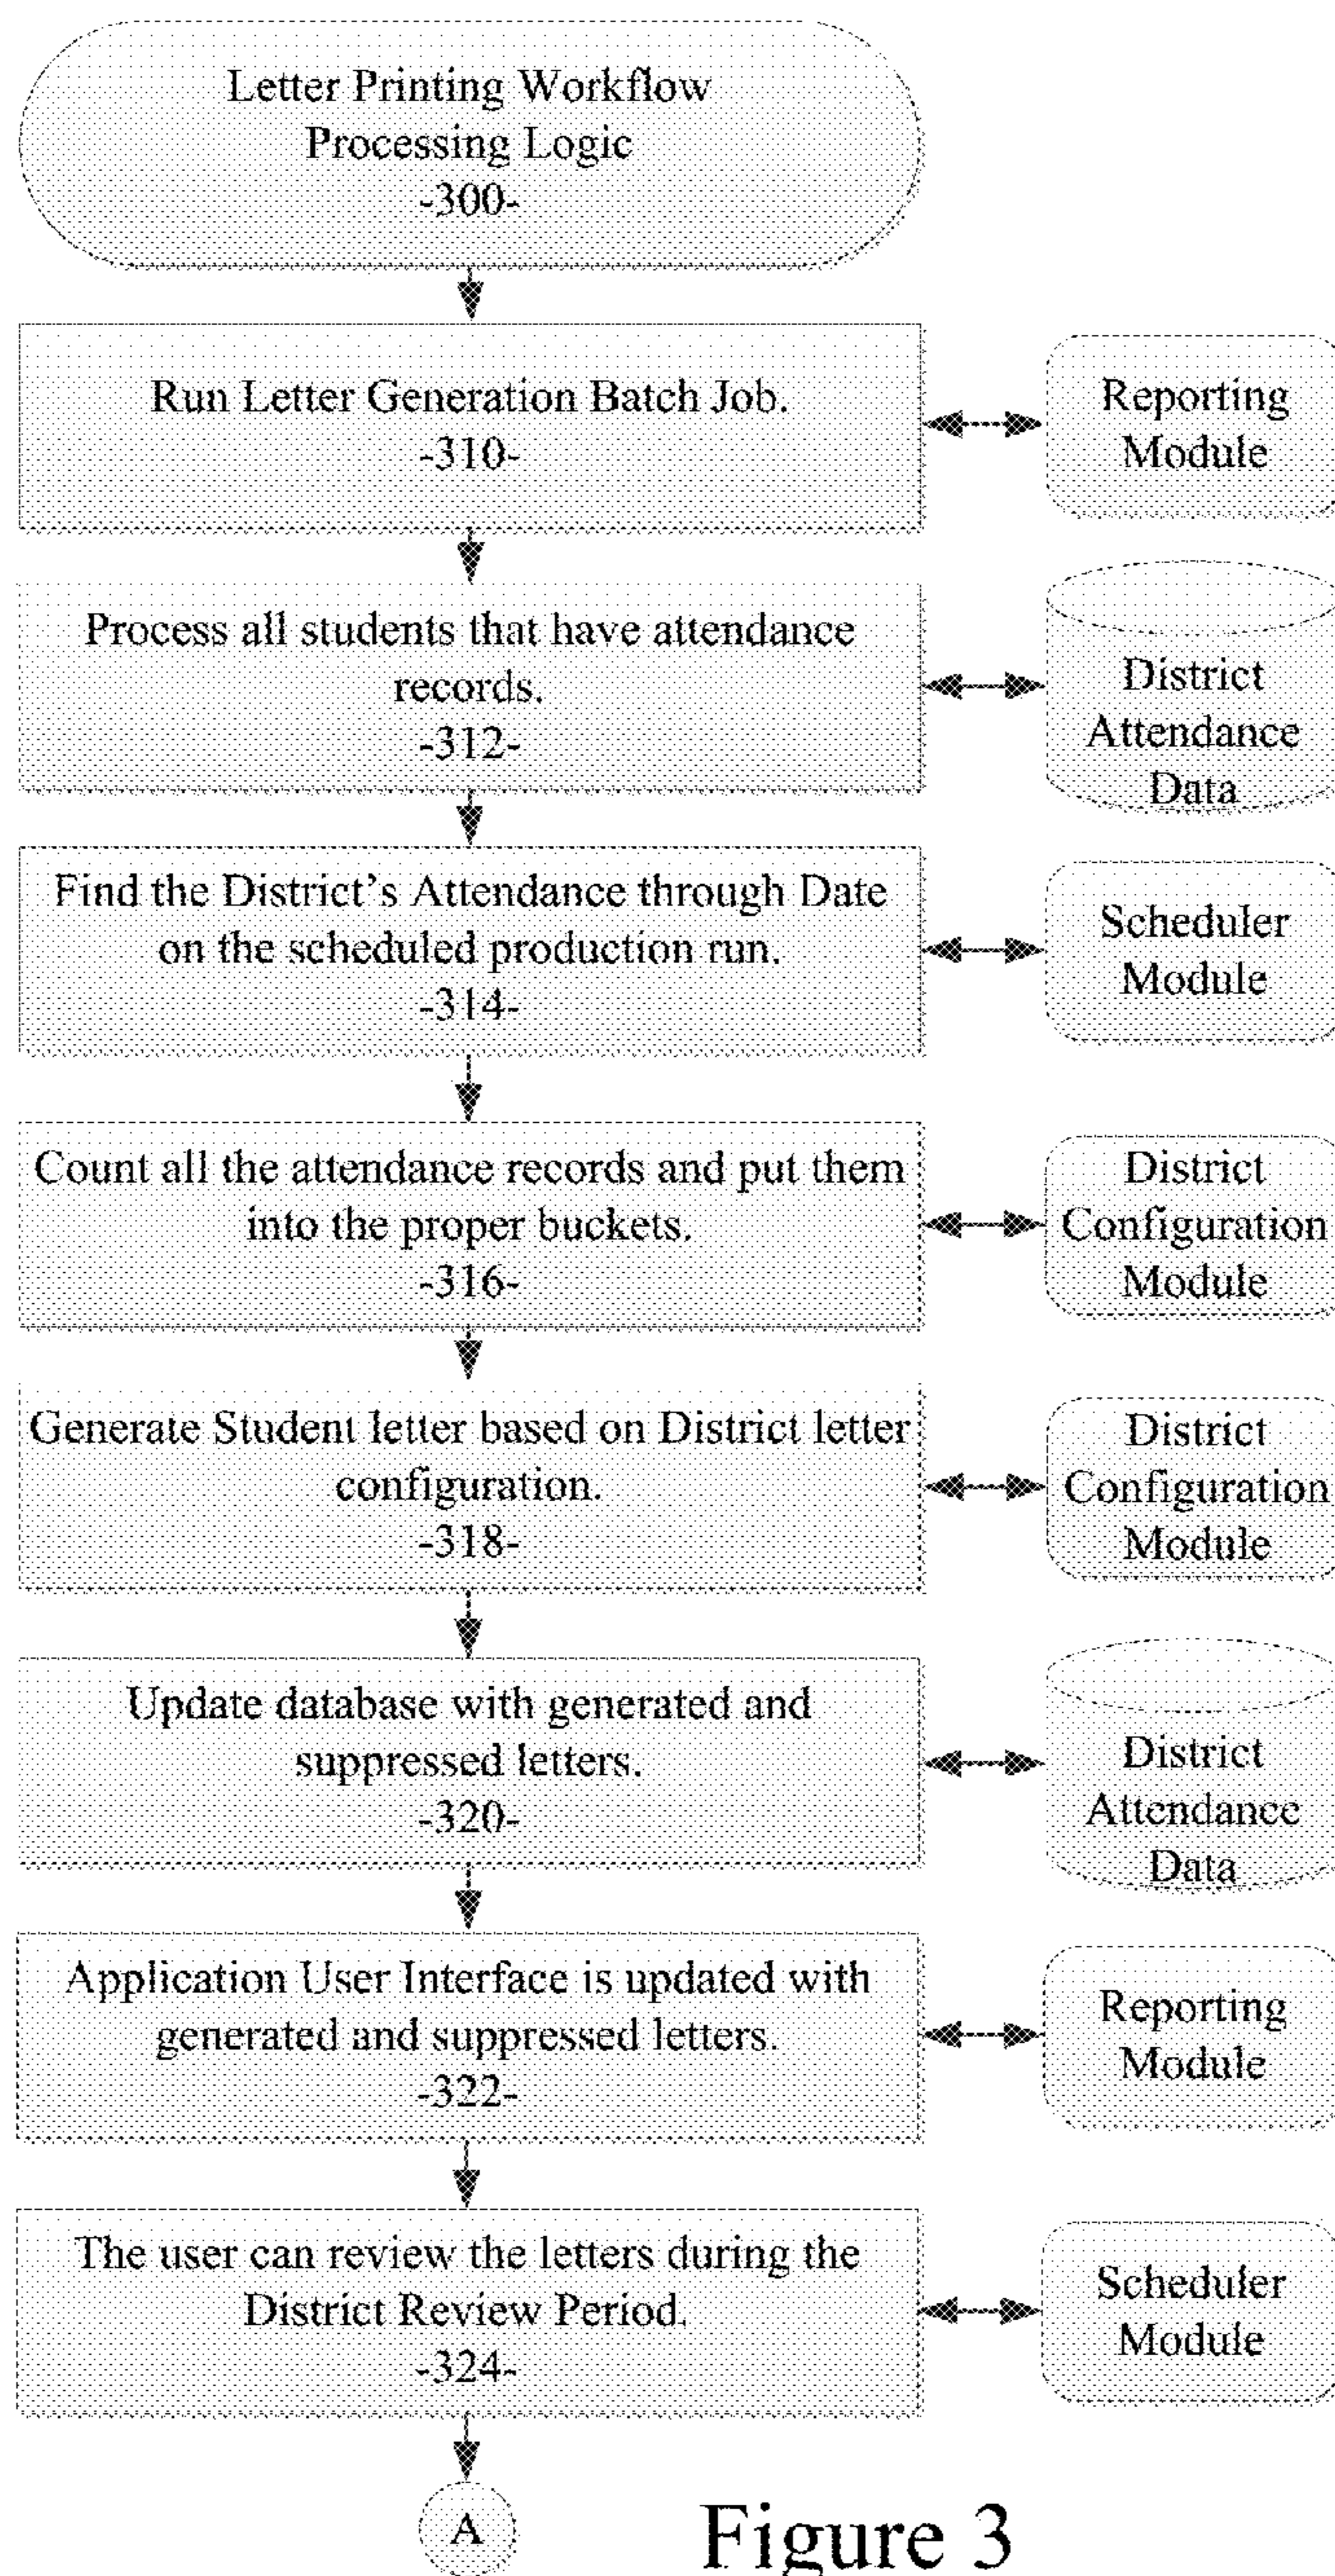 Letter Printing Workflow
Processing Logic
-300-
Run Letter Generation Batch Job.
-310-
Reporting
Module
Process all students that have attendance
records.
-312-
District
Attendance
Data
Find the District's Attendance through Date
on the scheduled production run.
-314-
Scheduler
Module
Count all the attendance records and put them
into the proper buckets.
-316-
District
Configuration
Module
Generate Student letter based on District letter
configuration.
-318-
District
Configuration
Module
Update database with generated and
suppressed letters.
-320-
District
Attendance
Data
Application User Interface is updated with
generated and suppressed letters.
-322-
Reporting
Module
The user can review the letters during the
District Review Period.
-324-
Scheduler
Module
A
Figure 3